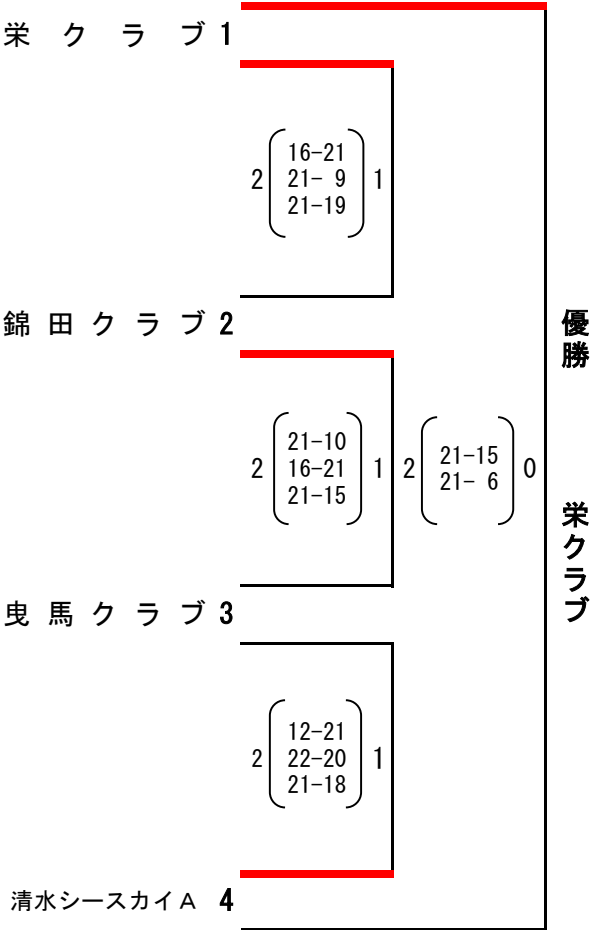 栄クラブ 1
2 16-21 1
21- 9
21-19
錦田クラブ 2
2 21-10 1
16-21
21-15
2 21-15 0
21- 6
優勝 栄クラブ
曳馬クラブ 3
2 12-21 1
22-20
21-18
清水シースカイA 4